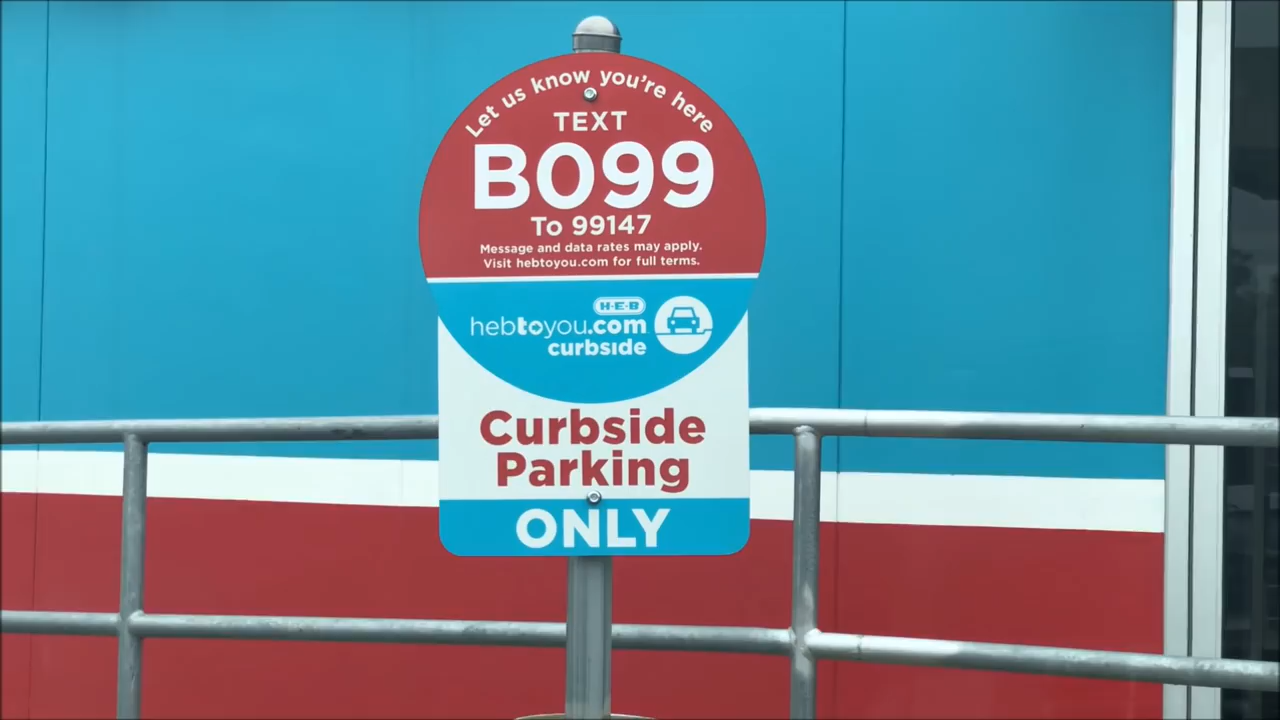 Let us know you're here
TEXT
B099
To 99147
Message and data rates may apply.
Visit hebtoyou.com for full terms.
H-E-B
hebtoyou.com
curbside
Curbside
Parking
ONLY